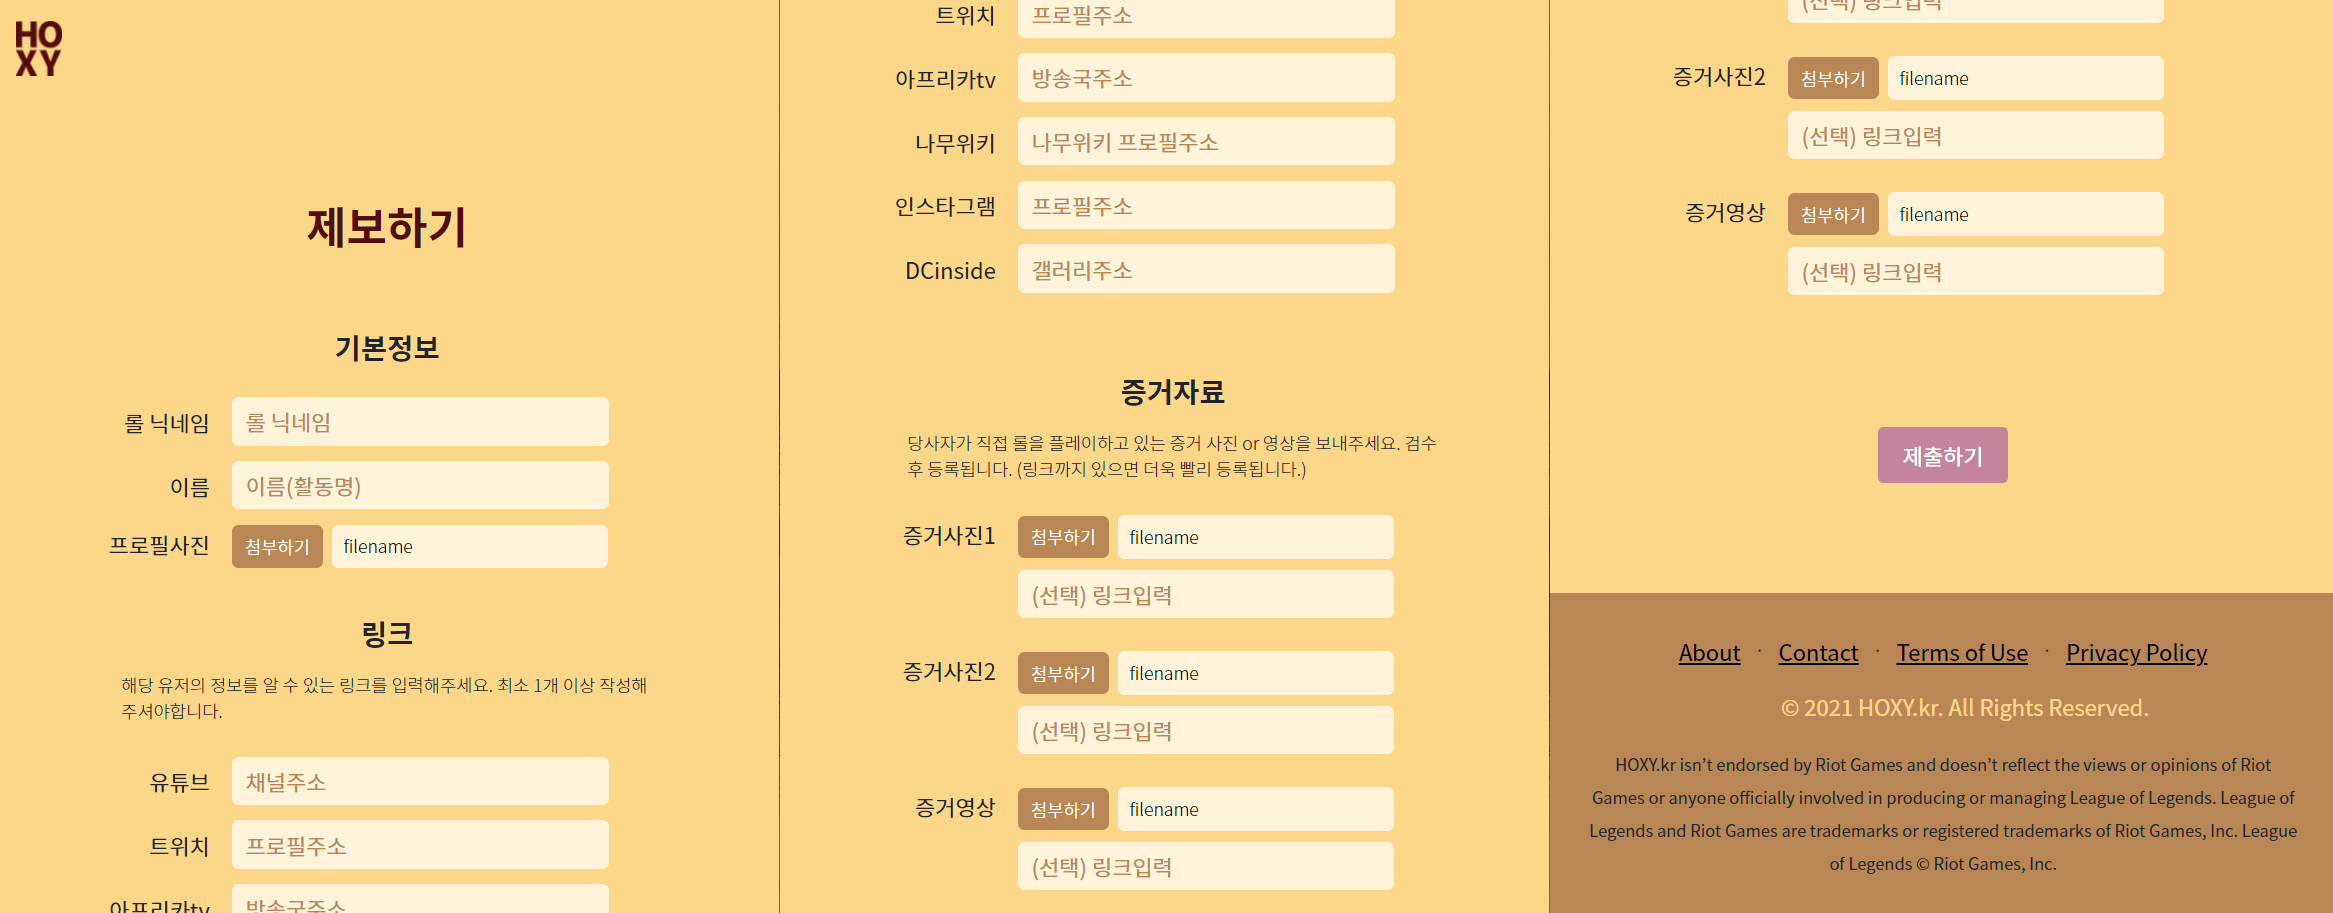 HO
XY
제보하기
기본정보
롤 닉네임
롤 닉네임
이름
이름(활동명)
프로필사진
첨부하기
filename
링크
해당 유저의 정보를 알 수 있는 링크를 입력해주세요. 최소 1개 이상 작성해
주셔야합니다.
유튜브
채널주소
트위치
프로필주소
아프리카tv
방송국주소
트위치
프로필주소
아프리카tv
방송국주소
나무위키
나무위키 프로필주소
인스타그램
프로필주소
DCinside
갤러리주소
증거자료
당사자가 직접 롤을 플레이하고 있는 증거 사진 or 영상을 보내주세요. 검수
후 등록됩니다. (링크까지 있으면 더욱 빨리 등록됩니다.)
증거사진1
첨부하기
filename
(선택) 링크입력
증거사진2
첨부하기
filename
(선택) 링크입력
증거영상
첨부하기
filename
(선택) 링크입력
(선택) 링크입력
증거사진2
첨부하기
filename
(선택) 링크입력
증거영상
첨부하기
filename
(선택) 링크입력
제출하기
About · Contact · Terms of Use · Privacy Policy
© 2021 HOXY.kr. All Rights Reserved.
HOXY.kr isn’t endorsed by Riot Games and doesn’t reflect the views or opinions of Riot
Games or anyone officially involved in producing or managing League of Legends. League of
Legends and Riot Games are trademarks or registered trademarks of Riot Games, Inc. League
of Legends © Riot Games, Inc.